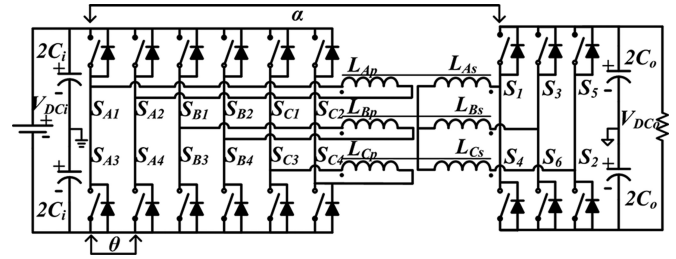 α
2Ci
VDCi
2Ci
SA1 SA2 SB1 SB2 SC1 SC2
SA3 SA4 SB3 SB4 SC3 SC4
θ
LAp LAs
LBp LBs
LCp LCs
S1 S3 S5
S4 S6 S2
2Co
VDCo
2Co